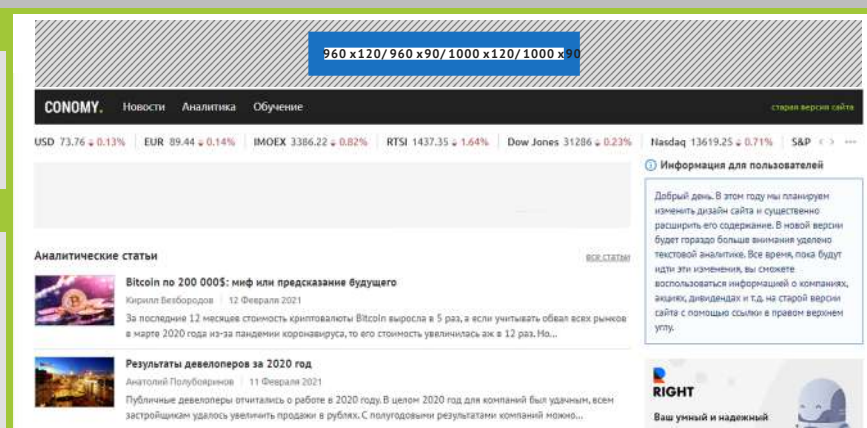 960 x120/ 960 x90/ 1000 x120/ 1000 x90
CONOMY. Новости Аналитика Обучение старая версия сайта
USD 73.76 0.13% EUR 89.44 0.14% IMOEX 3386.22 0.82% RTSI 1437.35 1.64% Dow Jones 31286 0.23% Nasdaq 13619.25 0.71% S&P
Информация для пользователей
Добрый день. В этом году мы планируем
изменить дизайн сайта и существенно
расширить его содержание. В новой версии
будет гораздо больше внимания уделено
текстовой аналитике. Все время, пока будут
идти эти изменения, вы сможете
воспользоваться информацией о компаниях,
акциях, дивидендах и т.д. на старой версии
сайта с помощью ссылки в правом верхнем
углу.
Аналитические статьи все статьи
Bitcoin по 200 000$: миф или предсказание будущего
Кирилл Безбородов 12 Февраля 2021
За последние 12 месяцев стоимость криптовалюты Bitcoin выросла в 5 раз, а если учитывать обвал всех рынков
в марте 2020 года из-за пандемии коронавируса, то его стоимость увеличилась аж в 12 раз. Но...
Результаты девелоперов за 2020 год
Анатолий Полубояринов 11 Февраля 2021
Публичные девелоперы отчитались о работе в 2020 году. В целом 2020 год для компаний был удачным, всем
застройщикам удалось увеличить продажи в рублях. С полугодовыми результатами компаний можно...
RIGHT
Ваш умный и надежный